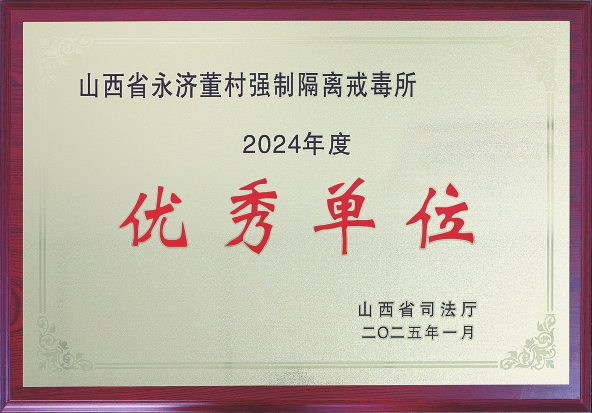 山西省永济董村强制隔离戒毒所
2024年度
优秀单位
山西省司法厅
二〇二五年一月